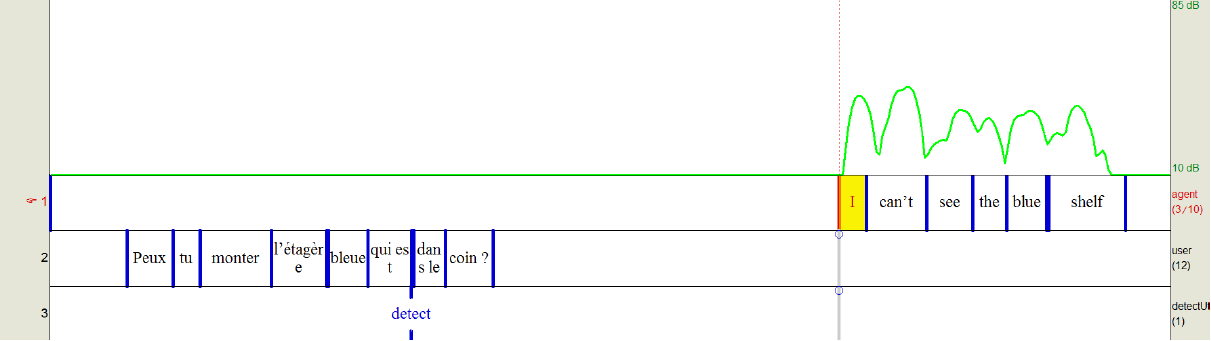 85 dB
10 dB
☞ 1 I can't see the blue shelf agent (3/10)
2 Peux tu monter l'étagère bleue qui est dans le coin ? user (12)
3 detect detectU (1)